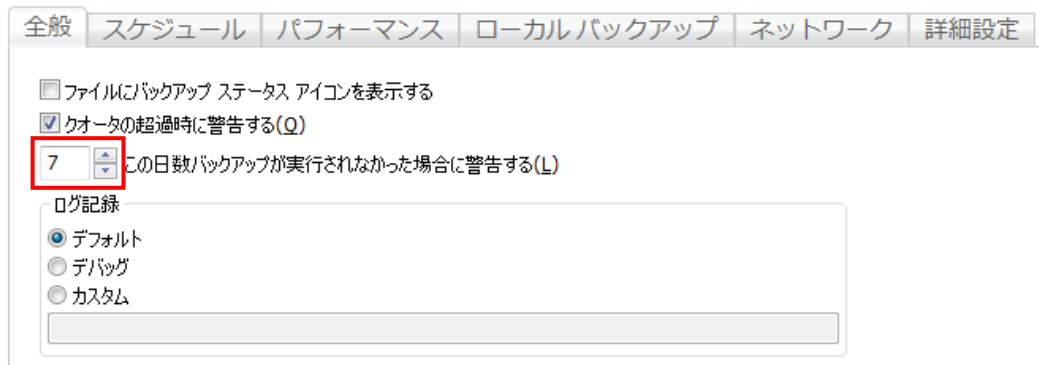 全般 スケジュール パフォーマンス ローカル バックアップ ネットワーク 詳細設定
ファイルにバックアップ ステータス アイコンを表示する
クオータの超過時に警告する(Q)
7 この日数バックアップが実行されなかった場合に警告する(L)
ログ記録
デフォルト
デバッグ
カスタム